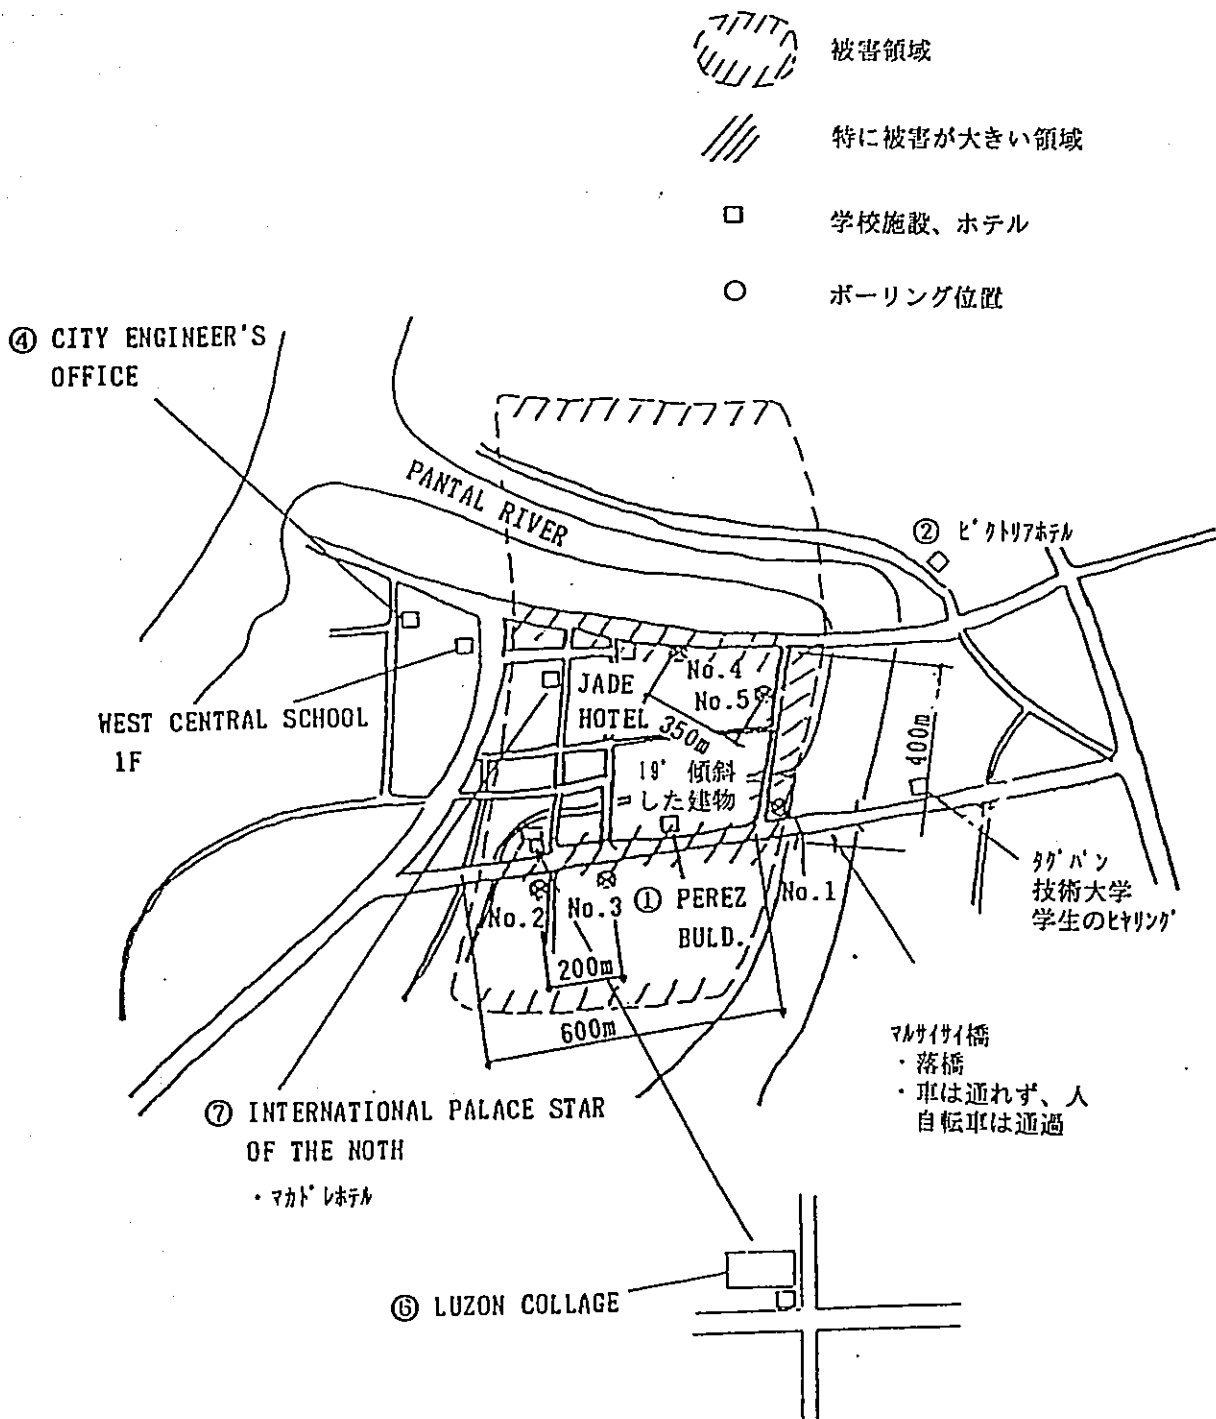 被害領域
特に被害が大きい領域
学校施設、ホテル
ボーリング位置
④ CITY ENGINEER'S
OFFICE
PANTAL RIVER
② ビクトリアホテル
WEST CENTRAL SCHOOL
1F
JADE
HOTEL
No.4
No.5
350m
400m
19° 傾斜
した建物
タグパン
技術大学
学生のヒヤリング
No.1
No.2
No.3
① PEREZ
BULD.
200m
600m
マルサイサイ橋
・落橋
・車は通れず、人
自転車は通過
⑦ INTERNATIONAL PALACE STAR
OF THE NOTH
・マカドレホテル
⑥ LUZON COLLAGE